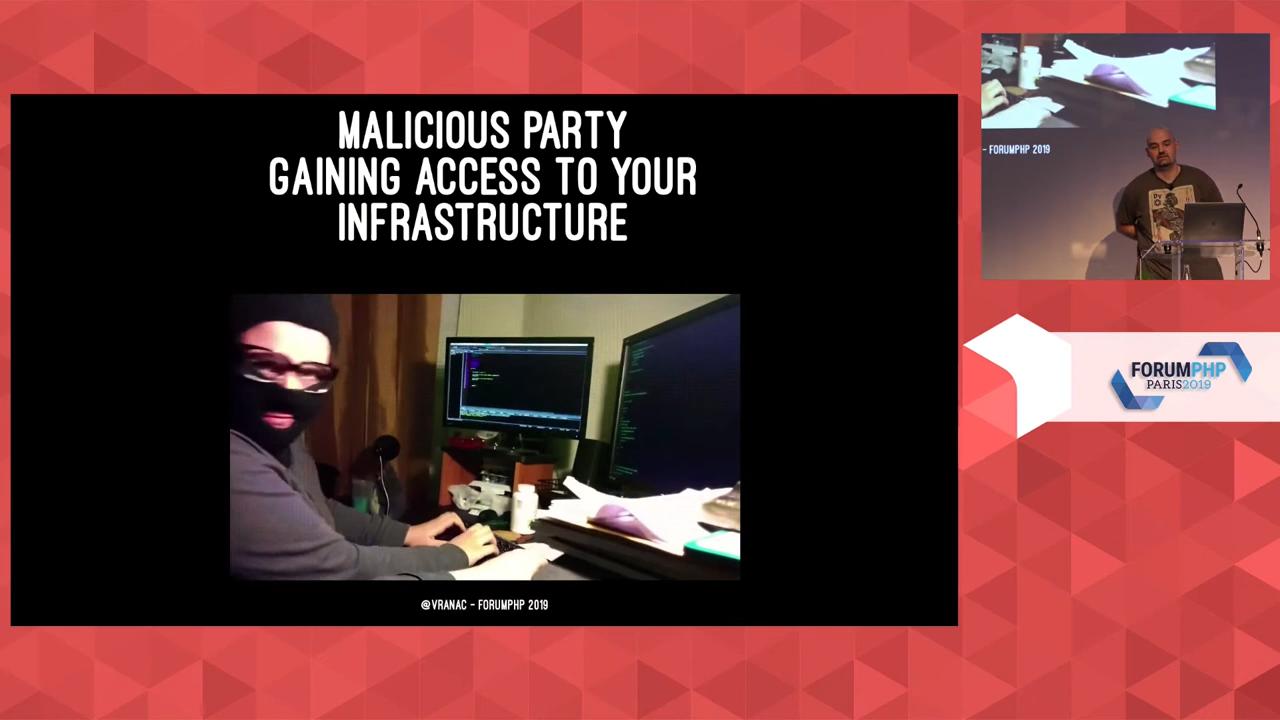 MALICIOUS PARTY
GAINING ACCESS TO YOUR
INFRASTRUCTURE
@VRANAC - FORUMPHP 2019
- FORUMPHP 2019
FORUMPHP
PARIS2019